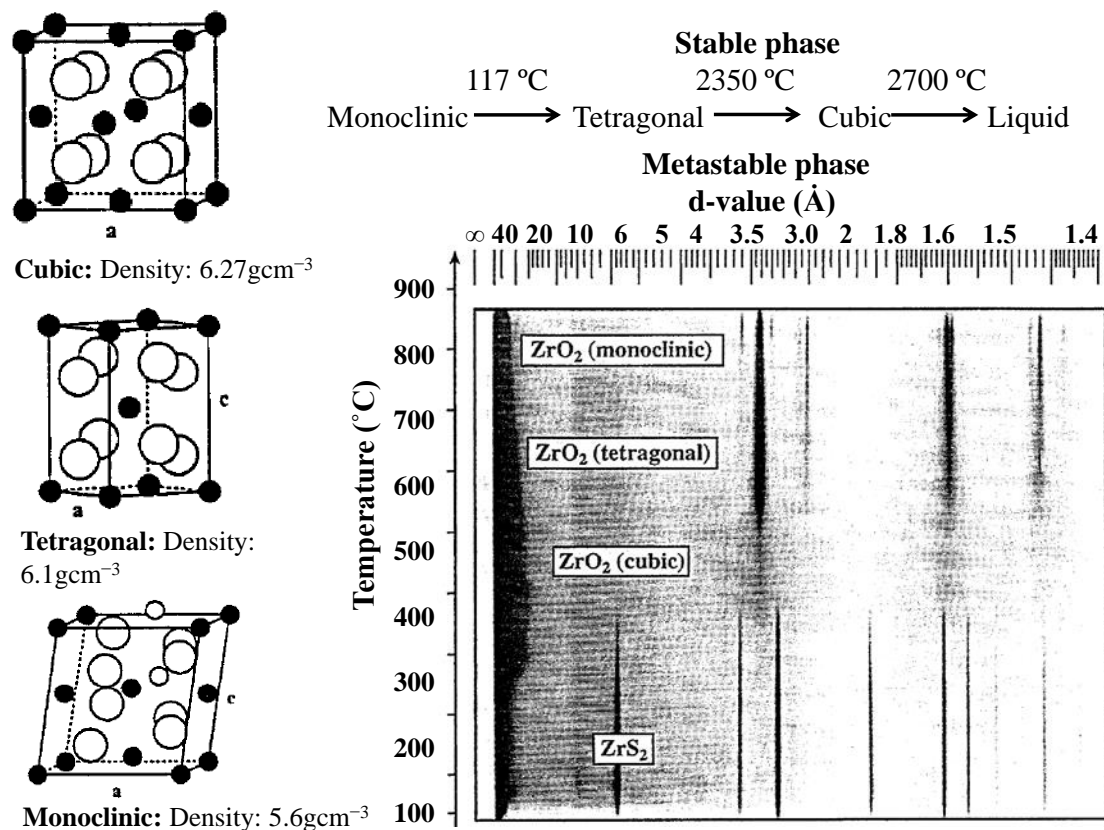 a
Cubic: Density: 6.27gcm⁻³
c
a
Tetragonal: Density:
6.1gcm⁻³
c
a
Monoclinic: Density: 5.6gcm⁻³
Stable phase
117 ºC 2350 ºC 2700 ºC
Monoclinic Tetragonal Cubic Liquid
Metastable phase
d-value (Å)
∞ 40 20 10 6 5 4 3.5 3.0 2 1.8 1.6 1.5 1.4
Temperature (°C)
900
800
700
600
500
400
300
200
100
ZrO₂ (monoclinic)
ZrO₂ (tetragonal)
ZrO₂ (cubic)
ZrS₂